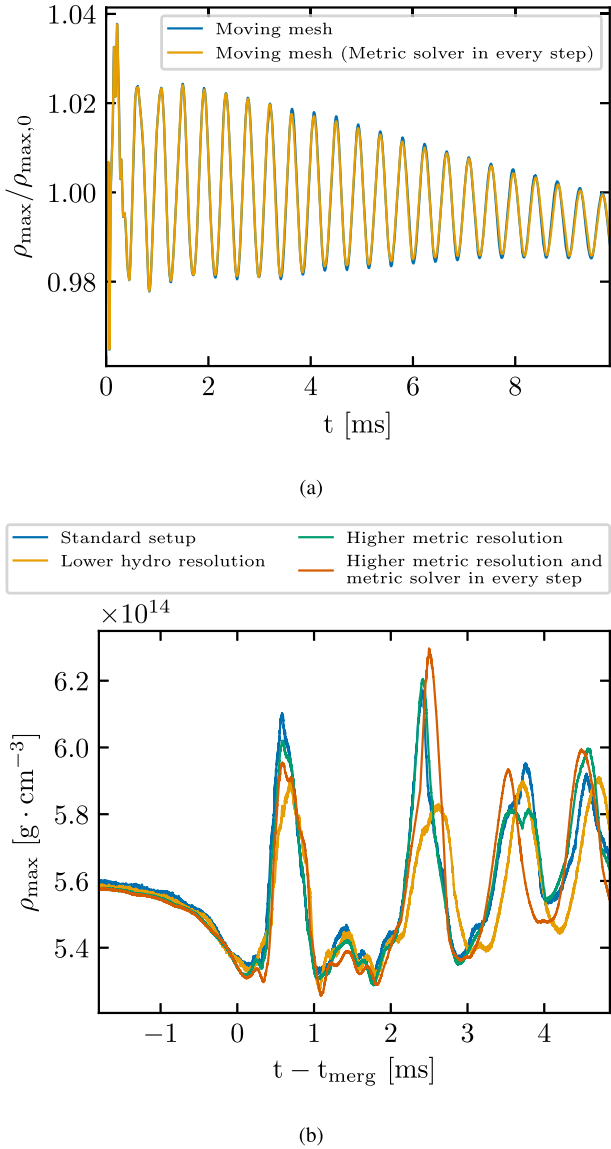 Moving mesh
Moving mesh (Metric solver in every step)
1.04
1.02
1.00
0.98
ρmax/ρmax,0
0 2 4 6 8
t [ms]
(a)
Standard setup
Lower hydro resolution
Higher metric resolution
Higher metric resolution and
metric solver in every step
×10¹⁴
6.2
6.0
5.8
5.6
5.4
ρmax [g · cm⁻³]
−1 0 1 2 3 4
t − tmerg [ms]
(b)